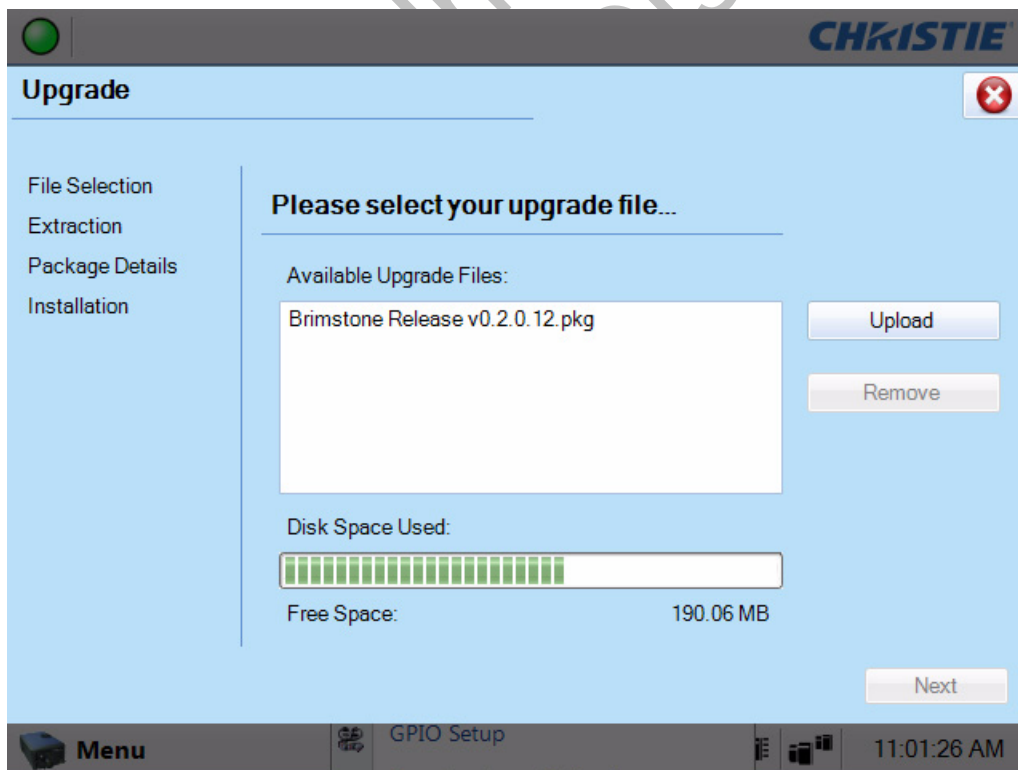 CHRISTIE
Upgrade
File Selection
Extraction
Package Details
Installation
Please select your upgrade file...
Available Upgrade Files:
Brimstone Release v0.2.0.12.pkg
Upload
Remove
Disk Space Used:
Free Space: 190.06 MB
Next
Menu
GPIO Setup
11:01:26 AM